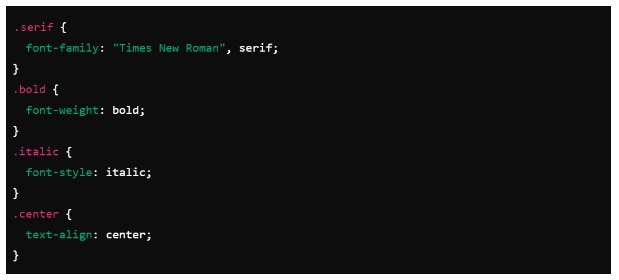 .serif {
  font-family: "Times New Roman", serif;
}
.bold {
  font-weight: bold;
}
.italic {
  font-style: italic;
}
.center {
  text-align: center;
}